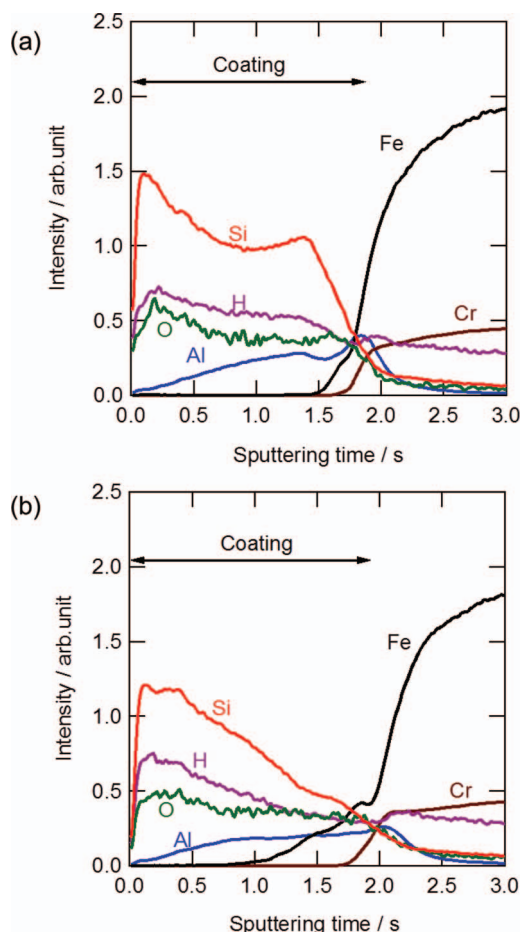 (a)
2.5
Coating
2.0
Fe
1.5
Si
1.0
H
0.5
O
Cr
Al
0.0
0.0 0.5 1.0 1.5 2.0 2.5 3.0
Intensity / arb.unit
Sputtering time / s
(b)
2.5
Coating
2.0
Fe
1.5
Si
1.0
H
0.5
O
Cr
Al
0.0
0.0 0.5 1.0 1.5 2.0 2.5 3.0
Intensity / arb.unit
Sputtering time / s